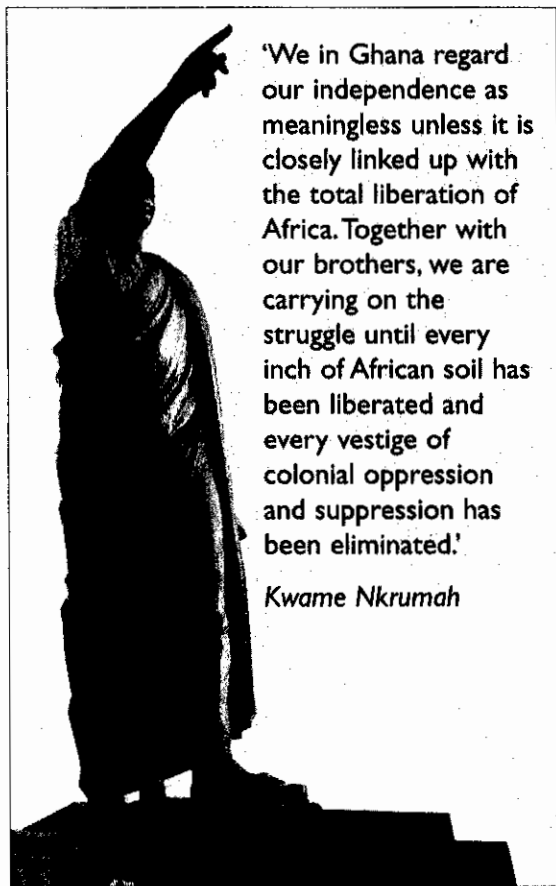 ‘We in Ghana regard
our independence as
meaningless unless it is
closely linked up with
the total liberation of
Africa. Together with
our brothers, we are
carrying on the
struggle until every
inch of African soil has
been liberated and
every vestige of
colonial oppression
and suppression has
been eliminated.’
Kwame Nkrumah